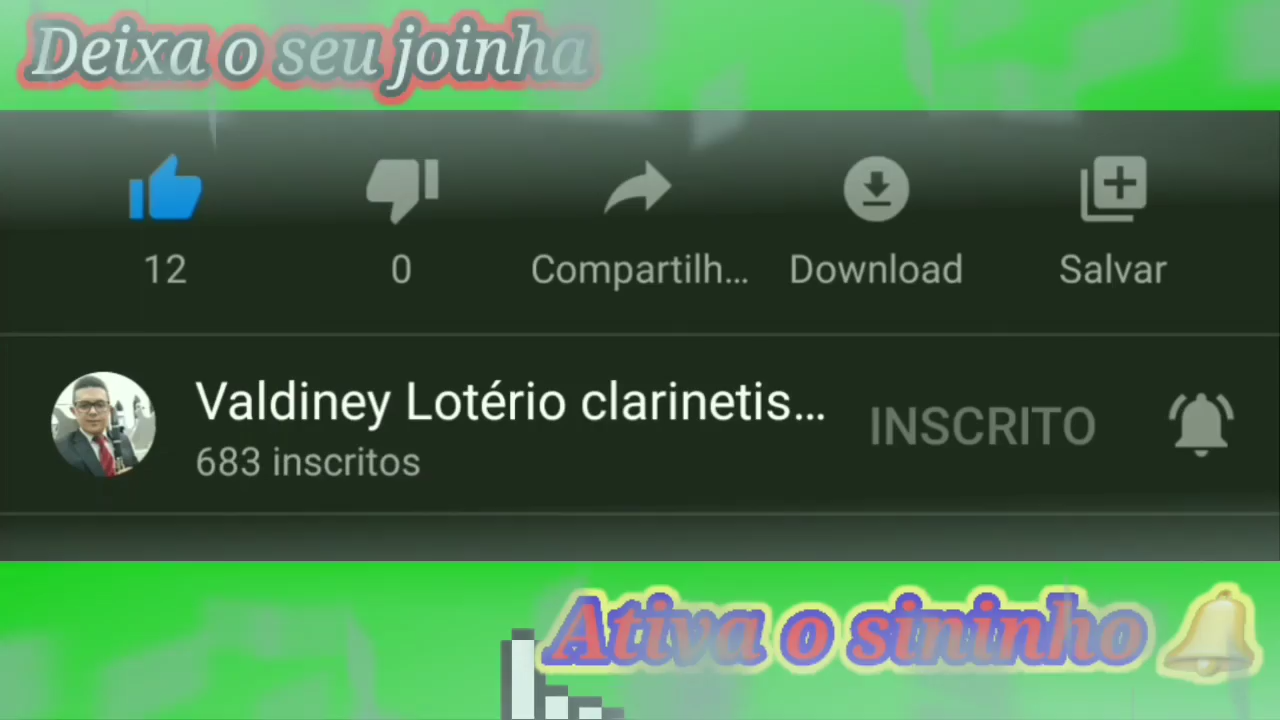 Deixa o seu joinha
12
0
Compartilh...
Download
Salvar
Valdiney Lotério clarinetis...
683 inscritos
INSCRITO
Ativa o sininho